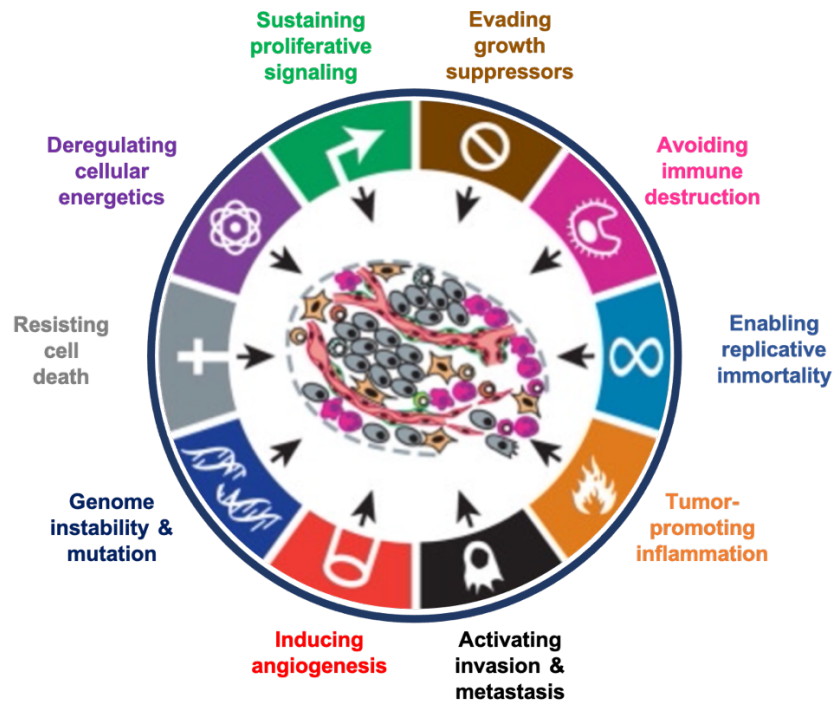 Sustaining
proliferative
signaling
Evading
growth
suppressors
Deregulating
cellular
energetics
Avoiding
immune
destruction
Resisting
cell
death
Enabling
replicative
immortality
Genome
instability &
mutation
Tumor-
promoting
inflammation
Inducing
angiogenesis
Activating
invasion &
metastasis